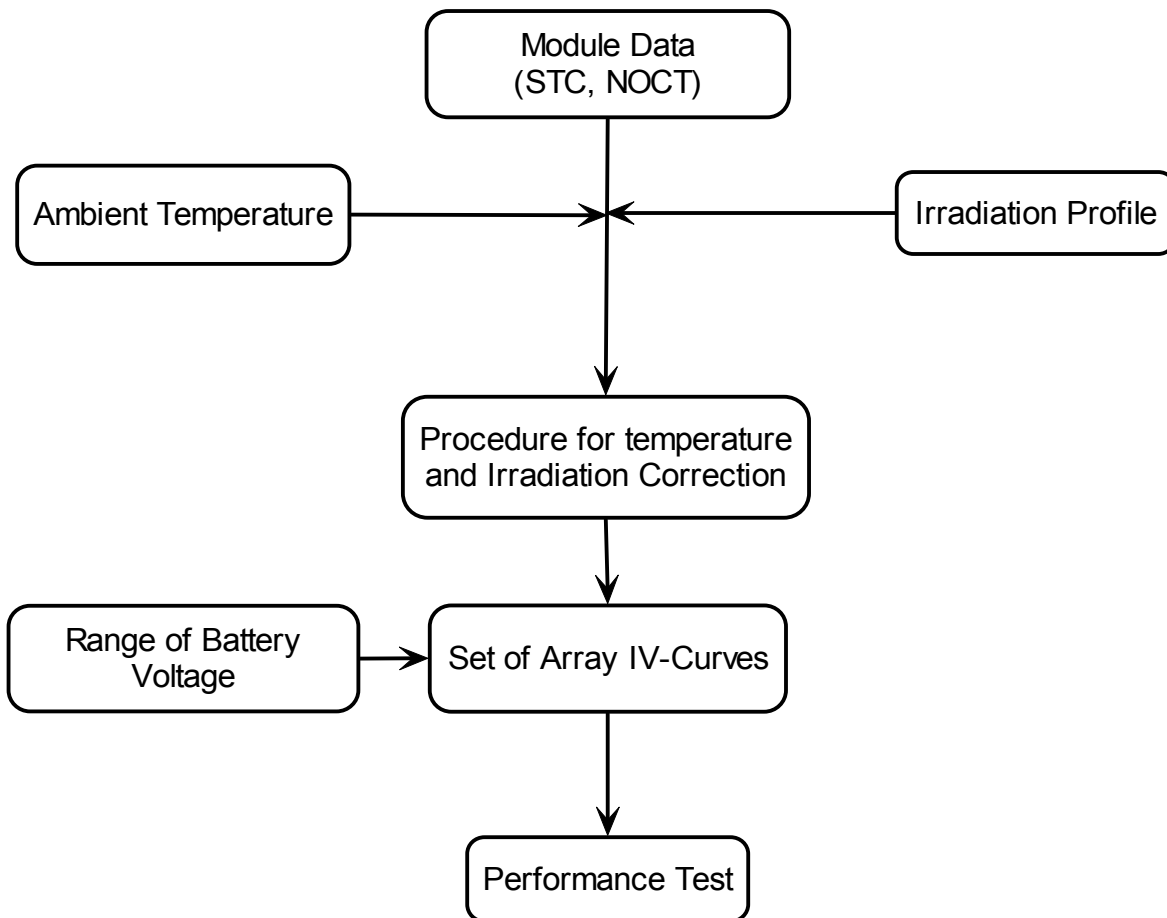 Module Data
(STC, NOCT)
Ambient Temperature
Irradiation Profile
Procedure for temperature
and Irradiation Correction
Range of Battery
Voltage
Set of Array IV-Curves
Performance Test